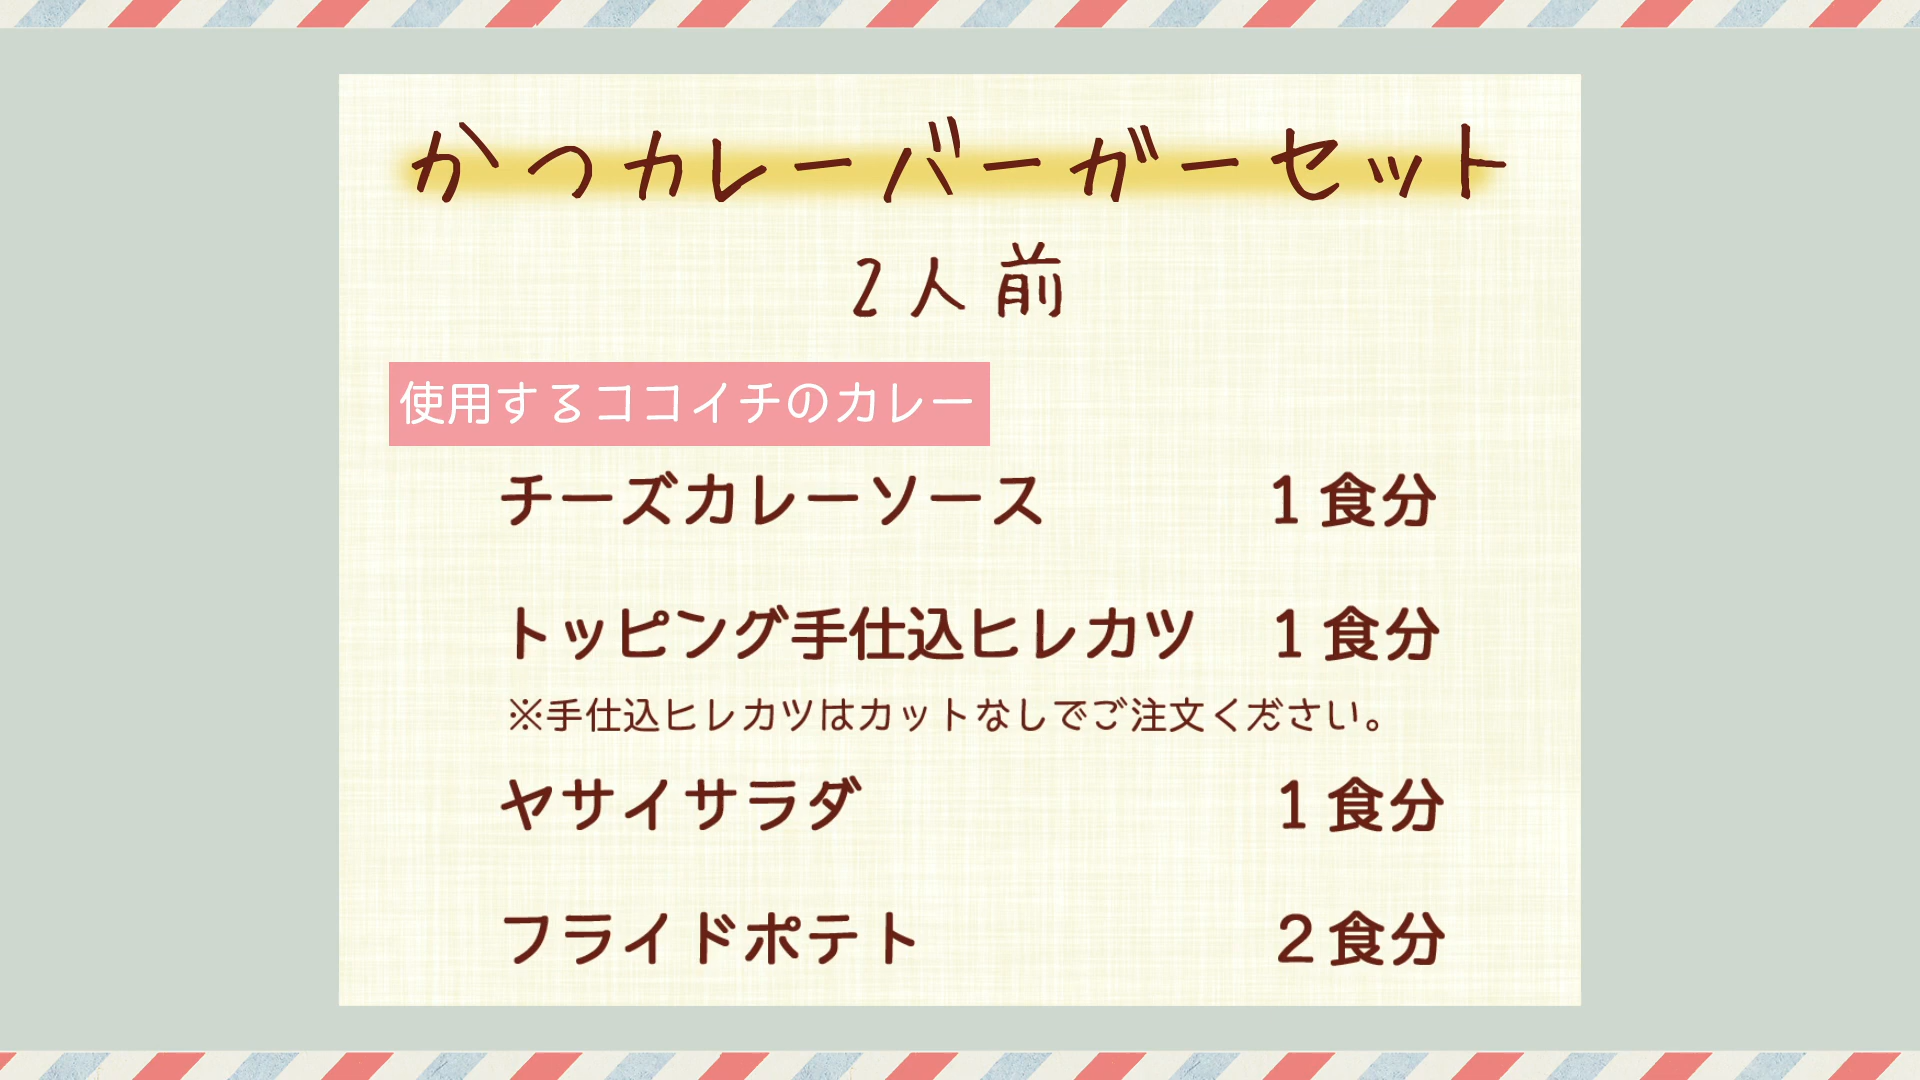 かつカレーバーガーセット
2人前
使用するココイチのカレー
チーズカレーソース　1食分
トッピング手仕込ヒレカツ　1食分
※手仕込ヒレカツはカットなしでご注文ください。
ヤサイサラダ　1食分
フライドポテト　2食分